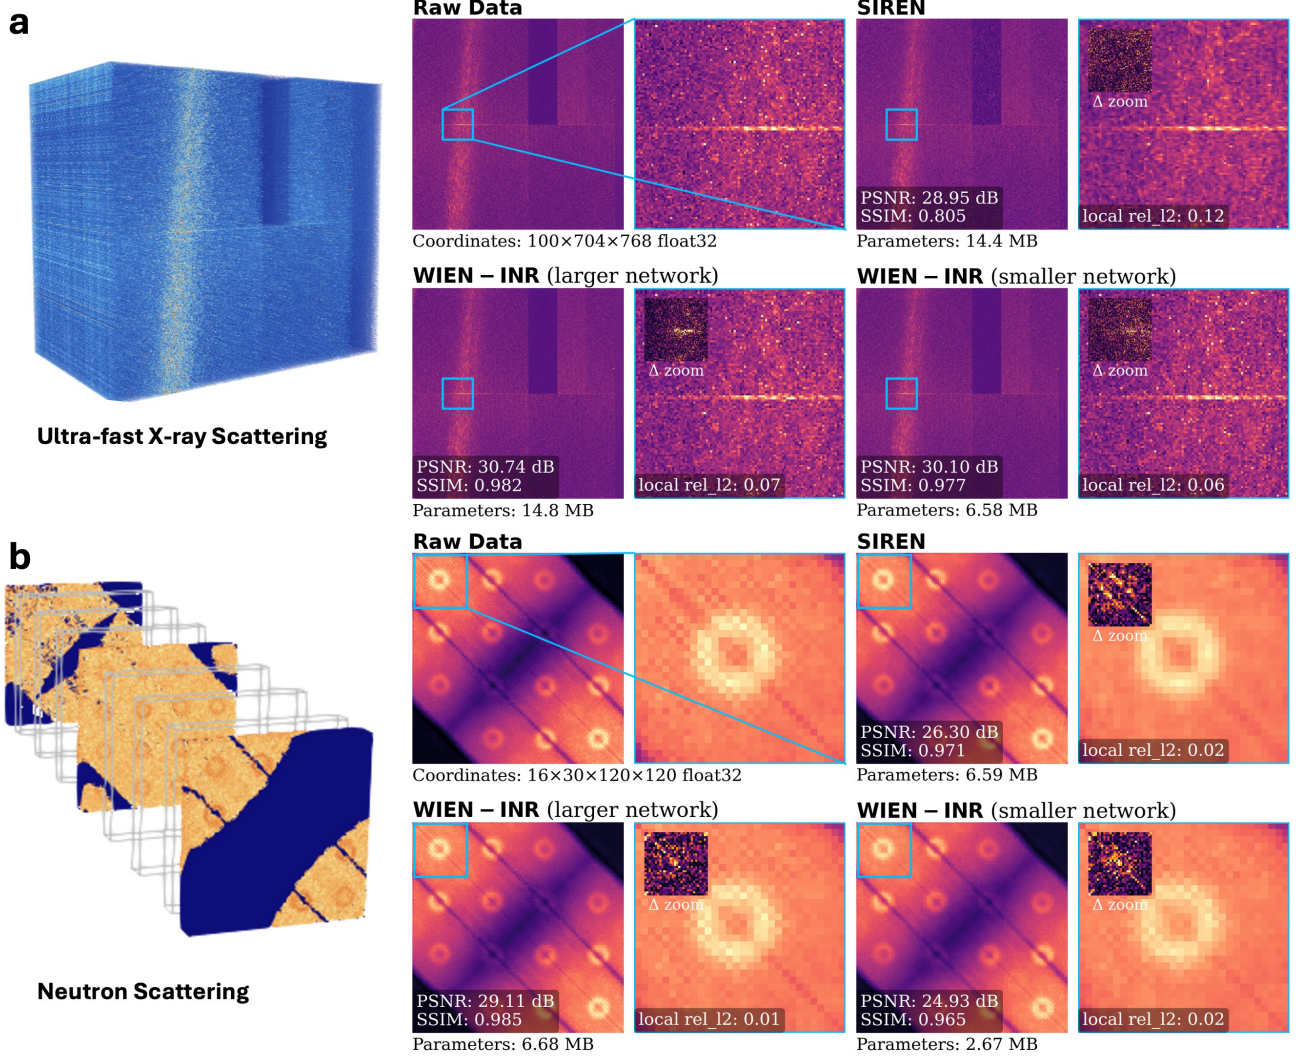 a
Raw Data
SIREN
Δ zoom
PSNR: 28.95 dB
SSIM: 0.805
local rel_l2: 0.12
Coordinates: 100×704×768 float32
Parameters: 14.4 MB
WIEN – INR (larger network)
WIEN – INR (smaller network)
Δ zoom
Δ zoom
Ultra-fast X-ray Scattering
PSNR: 30.74 dB
SSIM: 0.982
local rel_l2: 0.07
PSNR: 30.10 dB
SSIM: 0.977
local rel_l2: 0.06
Parameters: 14.8 MB
Parameters: 6.58 MB
b
Raw Data
SIREN
Δ zoom
PSNR: 26.30 dB
SSIM: 0.971
local rel_l2: 0.02
Coordinates: 16×30×120×120 float32
Parameters: 6.59 MB
WIEN – INR (larger network)
WIEN – INR (smaller network)
Δ zoom
Δ zoom
Neutron Scattering
PSNR: 29.11 dB
SSIM: 0.985
local rel_l2: 0.01
PSNR: 24.93 dB
SSIM: 0.965
local rel_l2: 0.02
Parameters: 6.68 MB
Parameters: 2.67 MB